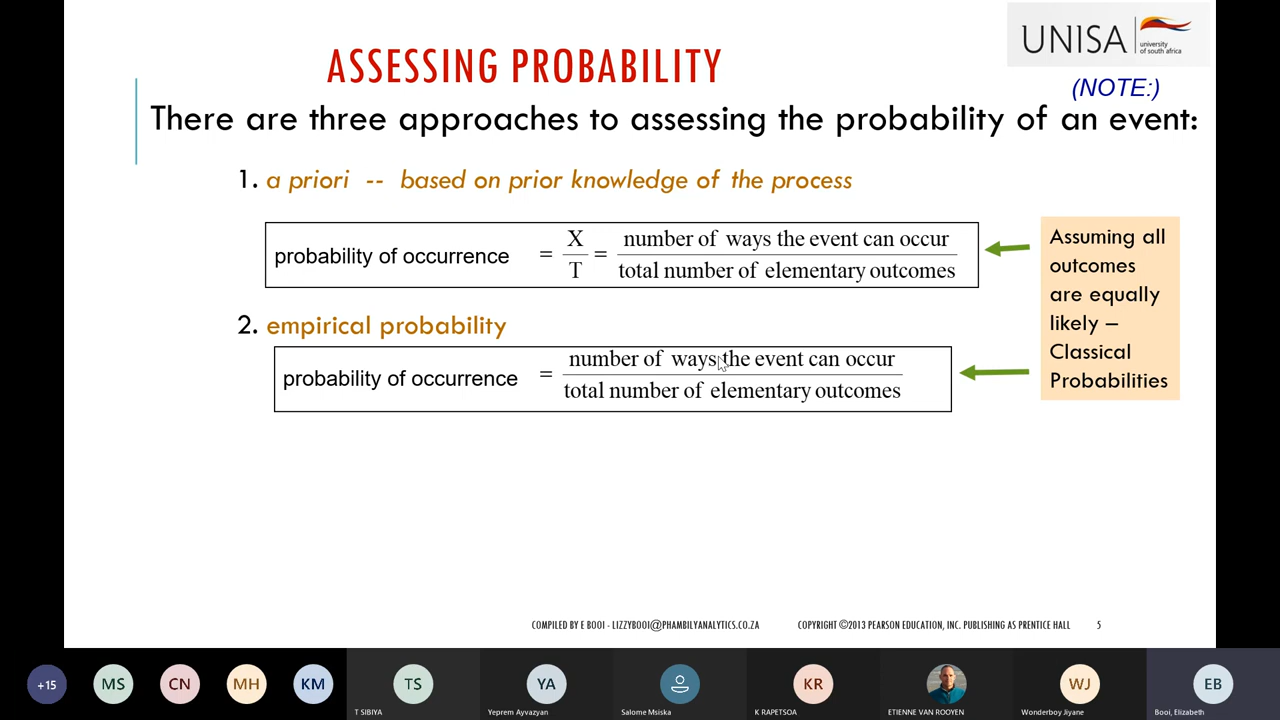 ASSESSING PROBABILITY
UNISA
university
of south africa
(NOTE:)
There are three approaches to assessing the probability of an event:
1. a priori -- based on prior knowledge of the process
probability of occurrence = X / T = number of ways the event can occur / total number of elementary outcomes
Assuming all
outcomes
are equally
likely –
Classical
Probabilities
2. empirical probability
probability of occurrence = number of ways the event can occur / total number of elementary outcomes
COMPILED BY E BOOI - LIZZYBOOI@PHAMBILYANALYTICS.CO.ZA
COPYRIGHT ©2013 PEARSON EDUCATION, INC. PUBLISHING AS PRENTICE HALL
5
+15
MS
CN
MH
KM
TS
YA
KR
WJ
EB
T SIBIYA
Yeprem Ayvazyan
Salome Msiska
K RAPETSOA
ETIENNE VAN ROOYEN
Wonderboy Jiyane
Booi, Elizabeth